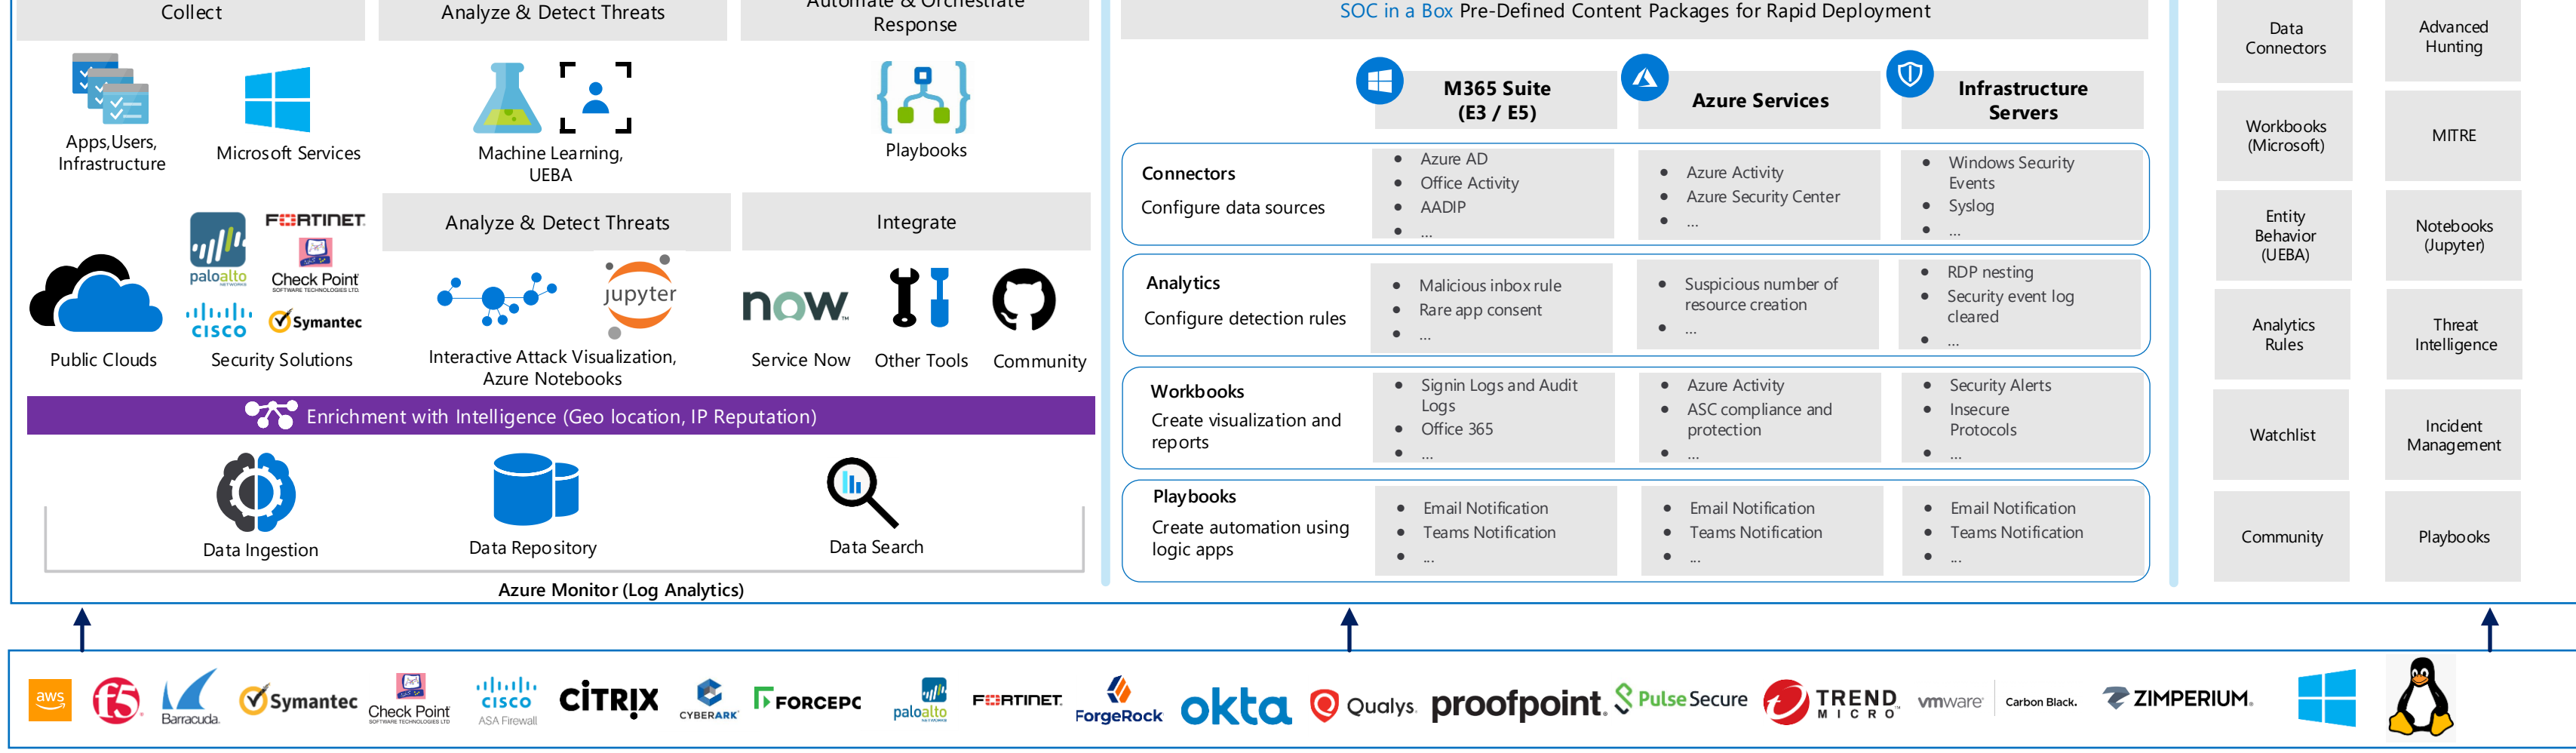 Collect
Analyze & Detect Threats
Automate & Orchestrate
Response
Apps,Users,
Infrastructure
Microsoft Services
Machine Learning,
UEBA
Playbooks
paloalto
NETWORKS
FORTINET
Check Point
SOFTWARE TECHNOLOGIES LTD.
CISCO
Symantec
Public Clouds
Security Solutions
Analyze & Detect Threats
jupyter
Interactive Attack Visualization,
Azure Notebooks
Integrate
now
Service Now
Other Tools
Community
Enrichment with Intelligence (Geo location, IP Reputation)
Data Ingestion
Data Repository
Data Search
Azure Monitor (Log Analytics)
SOC in a Box Pre-Defined Content Packages for Rapid Deployment
M365 Suite
(E3 / E5)
Azure Services
Infrastructure
Servers
Connectors
Configure data sources
• Azure AD
• Office Activity
• AADIP
• ...
• Azure Activity
• Azure Security Center
• ...
• Windows Security
Events
• Syslog
• ...
Analytics
Configure detection rules
• Malicious inbox rule
• Rare app consent
• ...
• Suspicious number of
resource creation
• ...
• RDP nesting
• Security event log
cleared
• ...
Workbooks
Create visualization and
reports
• Signin Logs and Audit
Logs
• Office 365
• ...
• Azure Activity
• ASC compliance and
protection
• ...
• Security Alerts
• Insecure
Protocols
• ...
Playbooks
Create automation using
logic apps
• Email Notification
• Teams Notification
• ...
• Email Notification
• Teams Notification
• ...
• Email Notification
• Teams Notification
• ...
Data
Connectors
Advanced
Hunting
Workbooks
(Microsoft)
MITRE
Entity
Behavior
(UEBA)
Notebooks
(Jupyter)
Analytics
Rules
Threat
Intelligence
Watchlist
Incident
Management
Community
Playbooks
aws
f5
Barracuda
Symantec
Check Point
SOFTWARE TECHNOLOGIES LTD.
CISCO
ASA Firewall
CITRIX
CYBERARK
FORCEPO
paloalto
NETWORKS
FORTINET
ForgeRock
okta
Qualys.
proofpoint.
Pulse Secure
TREND
MICRO
vmware
Carbon Black.
ZIMPERIUM.